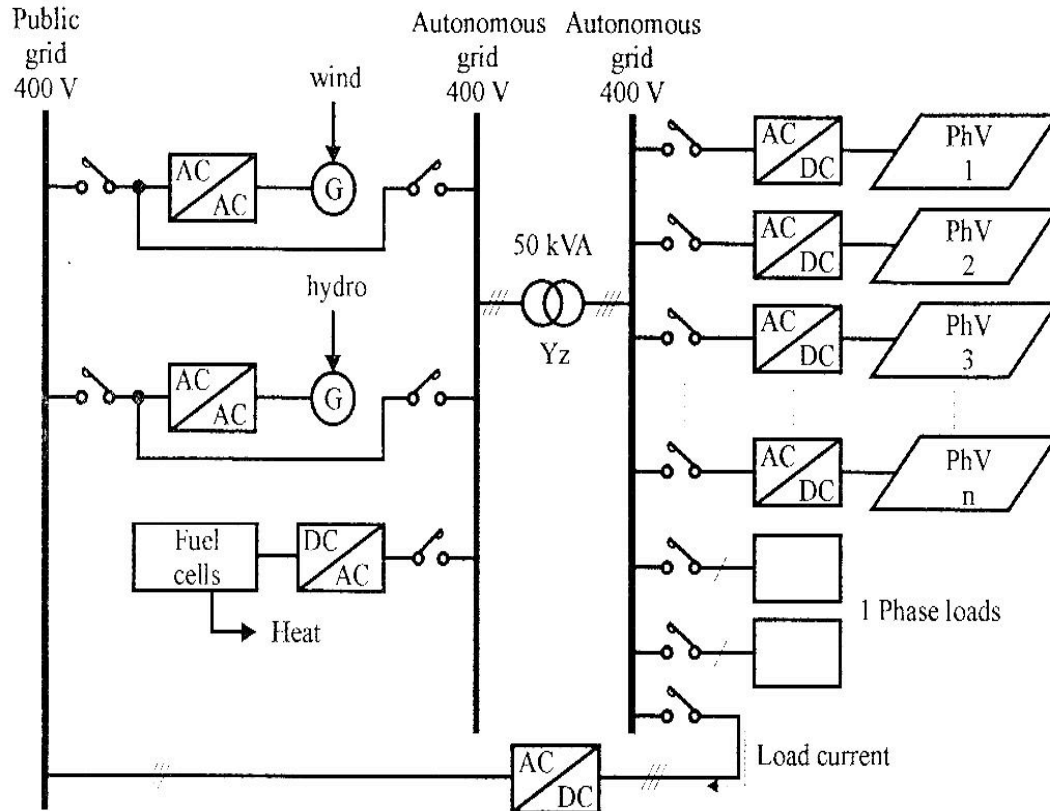 Public
grid
400 V
Autonomous
grid
400 V
Autonomous
grid
400 V
wind
AC
AC
G
hydro
AC
AC
G
Fuel
cells
DC
AC
Heat
50 kVA
Yz
AC
DC
PhV
1
AC
DC
PhV
2
AC
DC
PhV
3
AC
DC
PhV
n
1 Phase loads
Load current
AC
DC